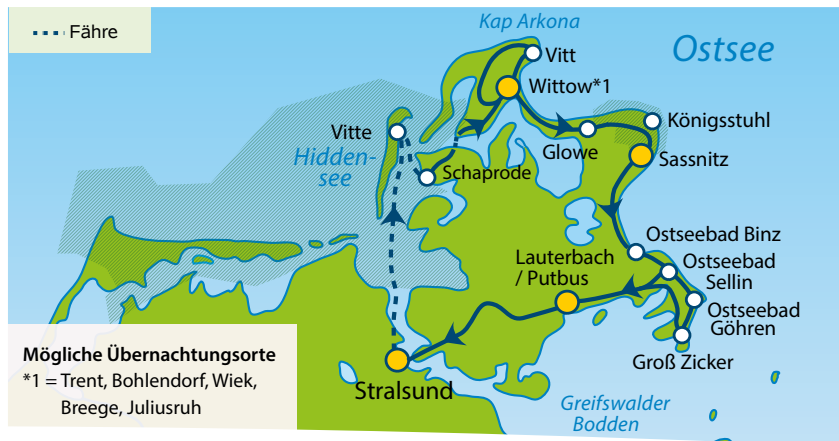 Fähre
Kap Arkona
Ostsee
Vitt
Wittow*1
Königsstuhl
Vitte
Glowe
Hidden-
see
Sassnitz
Schaprode
Ostseebad Binz
Lauterbach
/ Putbus
Ostseebad
Sellin
Ostseebad
Göhren
Groß Zicker
Stralsund
Greifswalder
Bodden
Mögliche Übernachtungsorte
*1 = Trent, Bohlendorf, Wiek,
Breege, Juliusruh